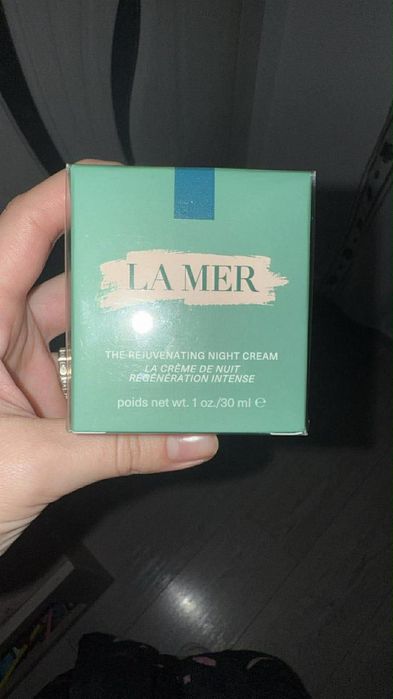 LA MER
THE REJUVENATING NIGHT CREAM
LA CRÈME DE NUIT
RÉGÉNÉRATION INTENSE
poids net wt. 1 oz./30 ml ℮